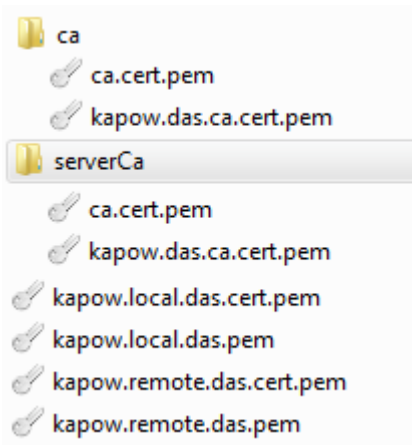 ca
ca.cert.pem
kapow.das.ca.cert.pem
serverCa
ca.cert.pem
kapow.das.ca.cert.pem
kapow.local.das.cert.pem
kapow.local.das.pem
kapow.remote.das.cert.pem
kapow.remote.das.pem